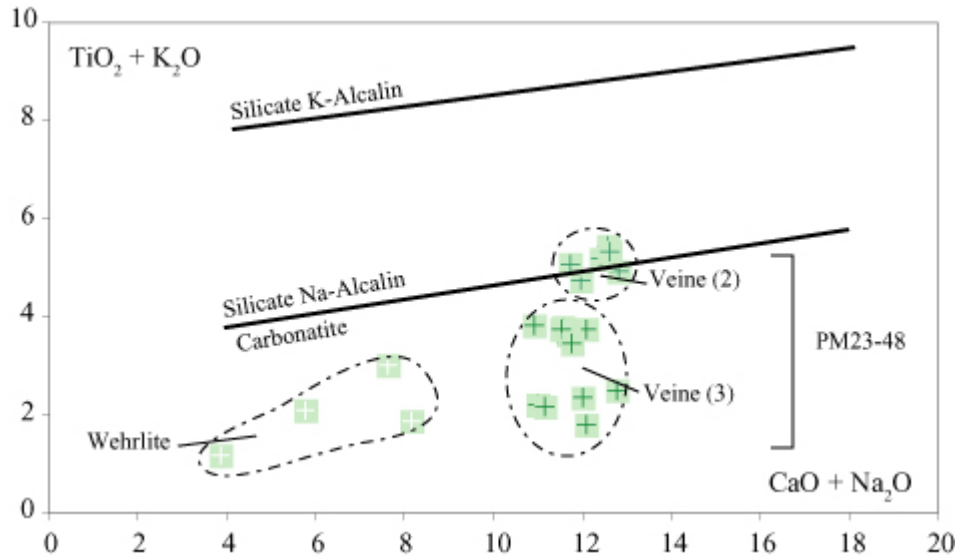 10
TiO₂ + K₂O
Silicate K-Alcalin
8
6
Silicate Na-Alcalin
Veine (2)
4
Carbonatite
PM23-48
Veine (3)
2
Wehrlite
CaO + Na₂O
0
0 2 4 6 8 10 12 14 16 18 20